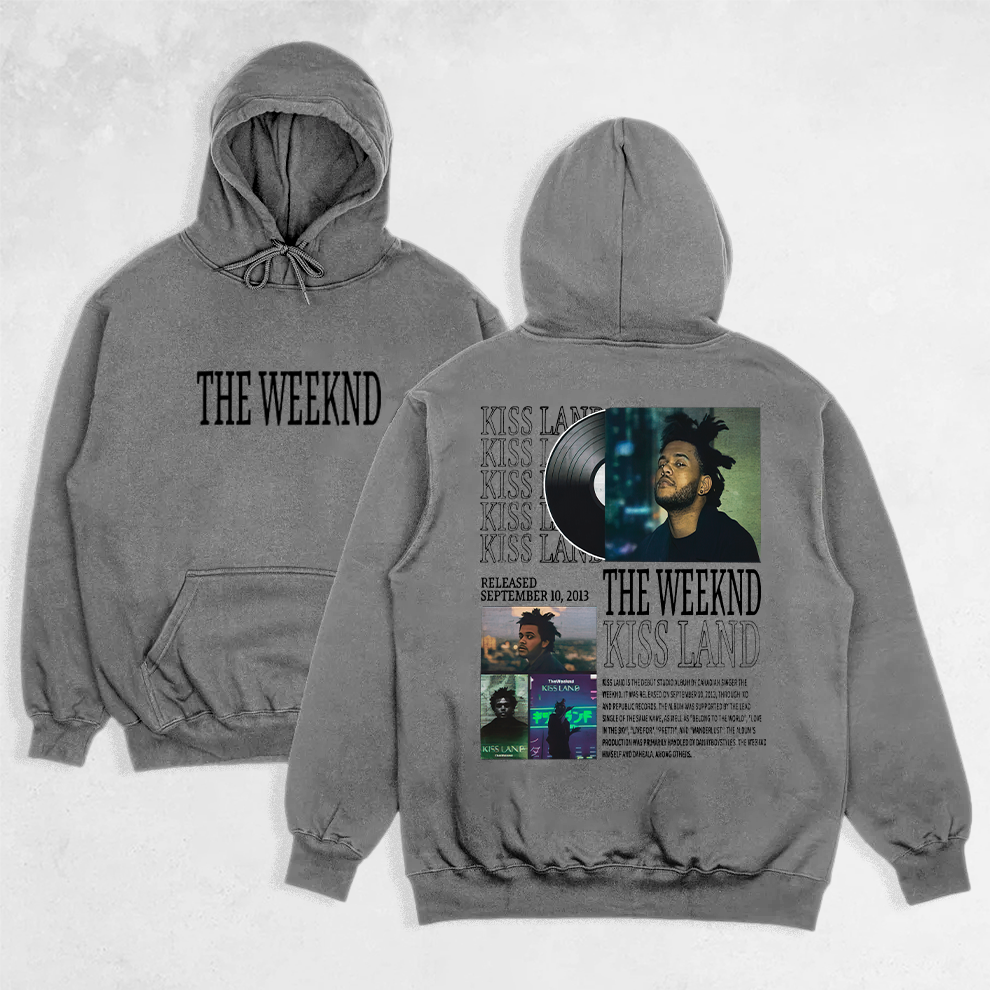 THE WEEKND
KISS LAND
KISS L
KISS L
KISS L
KISS LAND
RELEASED
SEPTEMBER 10, 2013
THE WEEKND
KISS LAND
TheWeeknd
KISS LAND
KISS LAND
KISS LAND IS THE DEBUT STUDIO ALBUM BY CANADIAN SINGER THE
WEEKND. IT WAS RELEASED ON SEPTEMBER 10, 2013, THROUGH XO
AND REPUBLIC RECORDS. THE ALBUM WAS SUPPORTED BY THE LEAD
SINGLE OF THE SAME NAME, AS WELL AS "BELONG TO THE WORLD", "LOVE
IN THE SKY", "LIVE FOR", "PRETTY", AND "WANDERLUST". THE ALBUM'S
PRODUCTION WAS PRIMARILY HANDLED BY DANNYBOYSTYLES, THE WEEKND
HIMSELF AND DAHEALA, AMONG OTHERS.